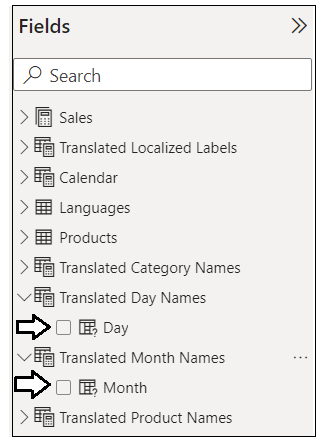 Fields
Search
Sales
Translated Localized Labels
Calendar
Languages
Products
Translated Category Names
Translated Day Names
Day
Translated Month Names
Month
Translated Product Names